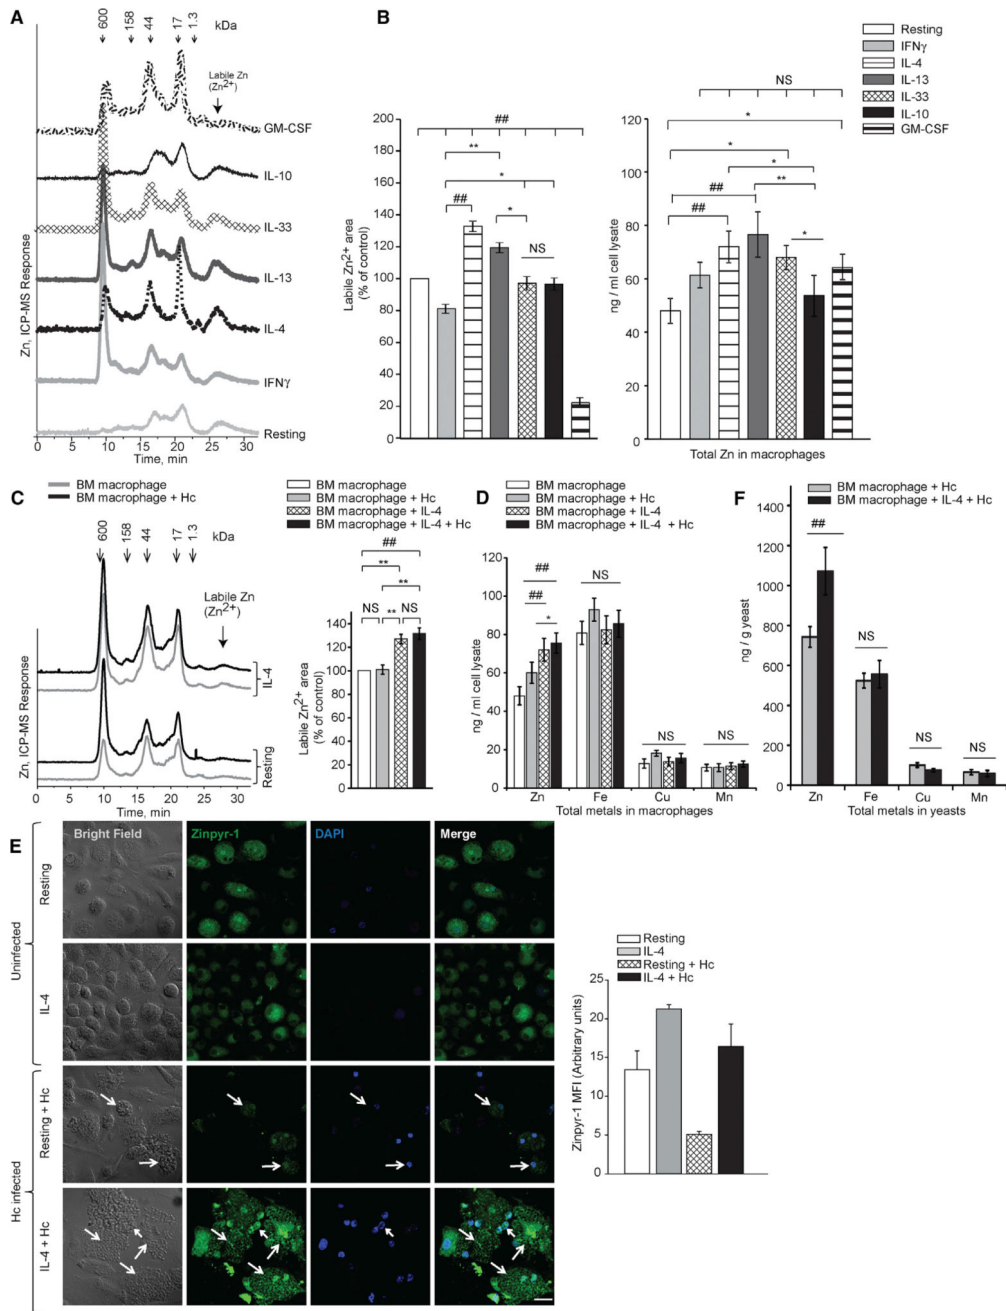 A
600
158
44
17
1.3
kDa
Labile Zn
(Zn2+)
GM-CSF
IL-10
IL-33
IL-13
IL-4
IFNγ
Resting
Zn, ICP-MS Response
0
5
10
15
20
25
30
Time, min
B
Resting
IFNγ
IL-4
IL-13
IL-33
IL-10
GM-CSF
##
**
*
##
*
NS
Labile Zn2+ area
(% of control)
200
180
160
140
120
100
80
60
40
20
0
NS
*
*
*
##
**
##
*
ng / ml cell lysate
120
100
80
60
40
20
0
Total Zn in macrophages
C
BM macrophage
BM macrophage + Hc
600
158
44
17
1.3
kDa
Labile Zn
(Zn2+)
IL-4
Resting
Zn, ICP-MS Response
0
5
10
15
20
25
30
Time, min
BM macrophage
BM macrophage + Hc
BM macrophage + IL-4
BM macrophage + IL-4 + Hc
##
**
**
NS
**
NS
Labile Zn2+ area
(% of control)
140
120
100
80
60
40
20
0
D
BM macrophage
BM macrophage + Hc
BM macrophage + IL-4
BM macrophage + IL-4 + Hc
##
##
*
NS
NS
NS
ng / ml cell lysate
120
100
80
60
40
20
0
Zn
Fe
Cu
Mn
Total metals in macrophages
F
BM macrophage + Hc
BM macrophage + IL-4 + Hc
##
NS
NS
NS
ng / g yeast
1400
1200
1000
800
600
400
200
0
Zn
Fe
Cu
Mn
Total metals in yeasts
E
Bright Field
Zinpyr-1
DAPI
Merge
Uninfected
Resting
IL-4
Hc infected
Resting + Hc
IL-4 + Hc
Resting
IL-4
Resting + Hc
IL-4 + Hc
Zinpyr-1 MFI (Arbitrary units)
25
20
15
10
5
0